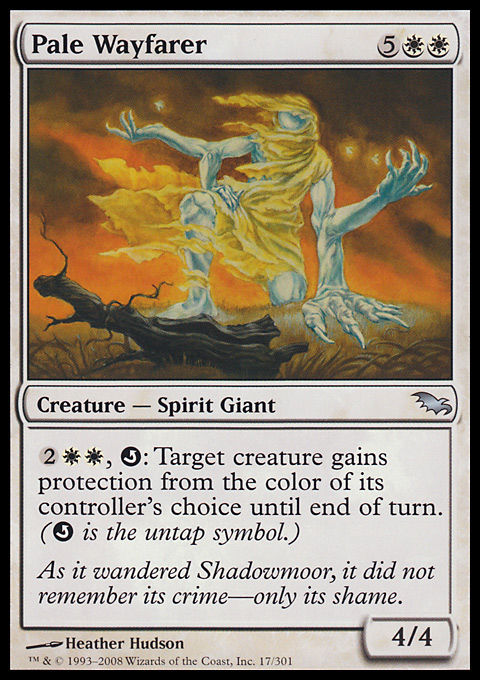 Pale Wayfarer 5
Creature — Spirit Giant
2, : Target creature gains
protection from the color of its
controller's choice until end of turn.
( is the untap symbol.)
As it wandered Shadowmoor, it did not
remember its crime—only its shame.
4/4
Heather Hudson
™ & © 1993–2008 Wizards of the Coast, Inc. 17/301